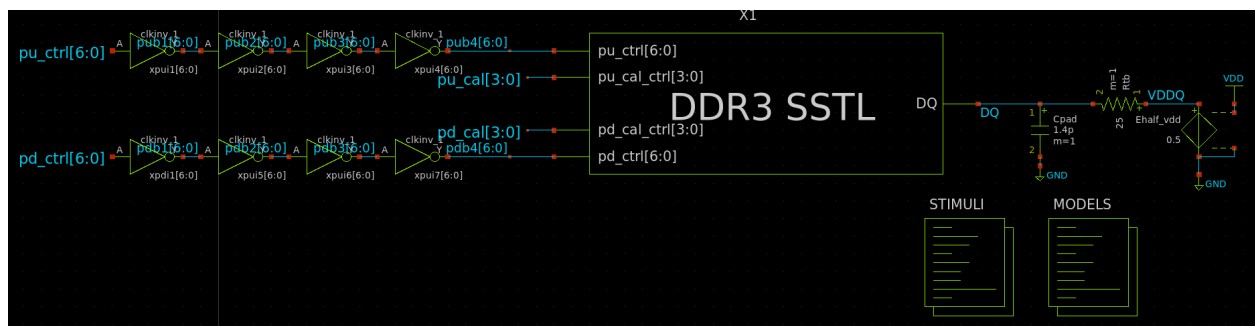 X1
clkinv_1 clkinv_1 clkinv_1 clkinv_1
pu_ctrl[6:0] A pub1[6:0] Y A pub2[6:0] Y A pub3[6:0] Y A Y pub4[6:0] pu_ctrl[6:0]
xpui1[6:0] xpui2[6:0] xpui3[6:0] xpui4[6:0]
pu_cal[3:0] pu_cal_ctrl[3:0]
DDR3 SSTL DQ
DQ
1 + Cpad 1.4p m=1 2
GND
2 m=1 Rtb 1 + 25
VDDQ
Ehalf_vdd + 0.5
VDD
GND
pd_cal[3:0] pd_cal_ctrl[3:0]
clkinv_1 clkinv_1 clkinv_1 clkinv_1
pd_ctrl[6:0] A pdb1[6:0] Y A pdb2[6:0] Y A pdb3[6:0] Y A Y pdb4[6:0] pd_ctrl[6:0]
xpdi1[6:0] xpui5[6:0] xpui6[6:0] xpui7[6:0]
STIMULI MODELS